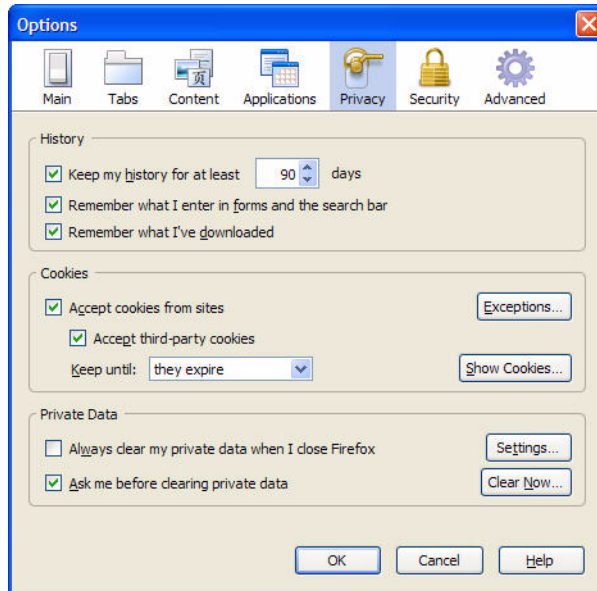 Options
Main Tabs Content Applications Privacy Security Advanced
History
Keep my history for at least 90 days
Remember what I enter in forms and the search bar
Remember what I've downloaded
Cookies
Accept cookies from sites Exceptions...
Accept third-party cookies
Keep until: they expire Show Cookies...
Private Data
Always clear my private data when I close Firefox Settings...
Ask me before clearing private data Clear Now...
OK Cancel Help